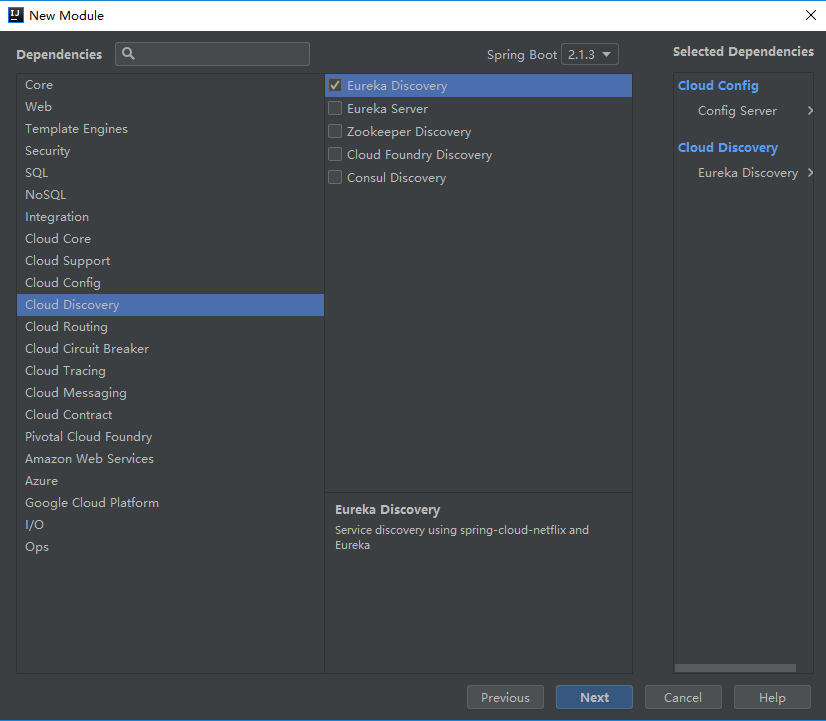 New Module
Dependencies
Spring Boot 2.1.3
Selected Dependencies
Core
Web
Template Engines
Security
SQL
NoSQL
Integration
Cloud Core
Cloud Support
Cloud Config
Cloud Discovery
Cloud Routing
Cloud Circuit Breaker
Cloud Tracing
Cloud Messaging
Cloud Contract
Pivotal Cloud Foundry
Amazon Web Services
Azure
Google Cloud Platform
I/O
Ops
Eureka Discovery
Eureka Server
Zookeeper Discovery
Cloud Foundry Discovery
Consul Discovery
Eureka Discovery
Service discovery using spring-cloud-netflix and
Eureka
Cloud Config
Config Server
Cloud Discovery
Eureka Discovery
Previous
Next
Cancel
Help